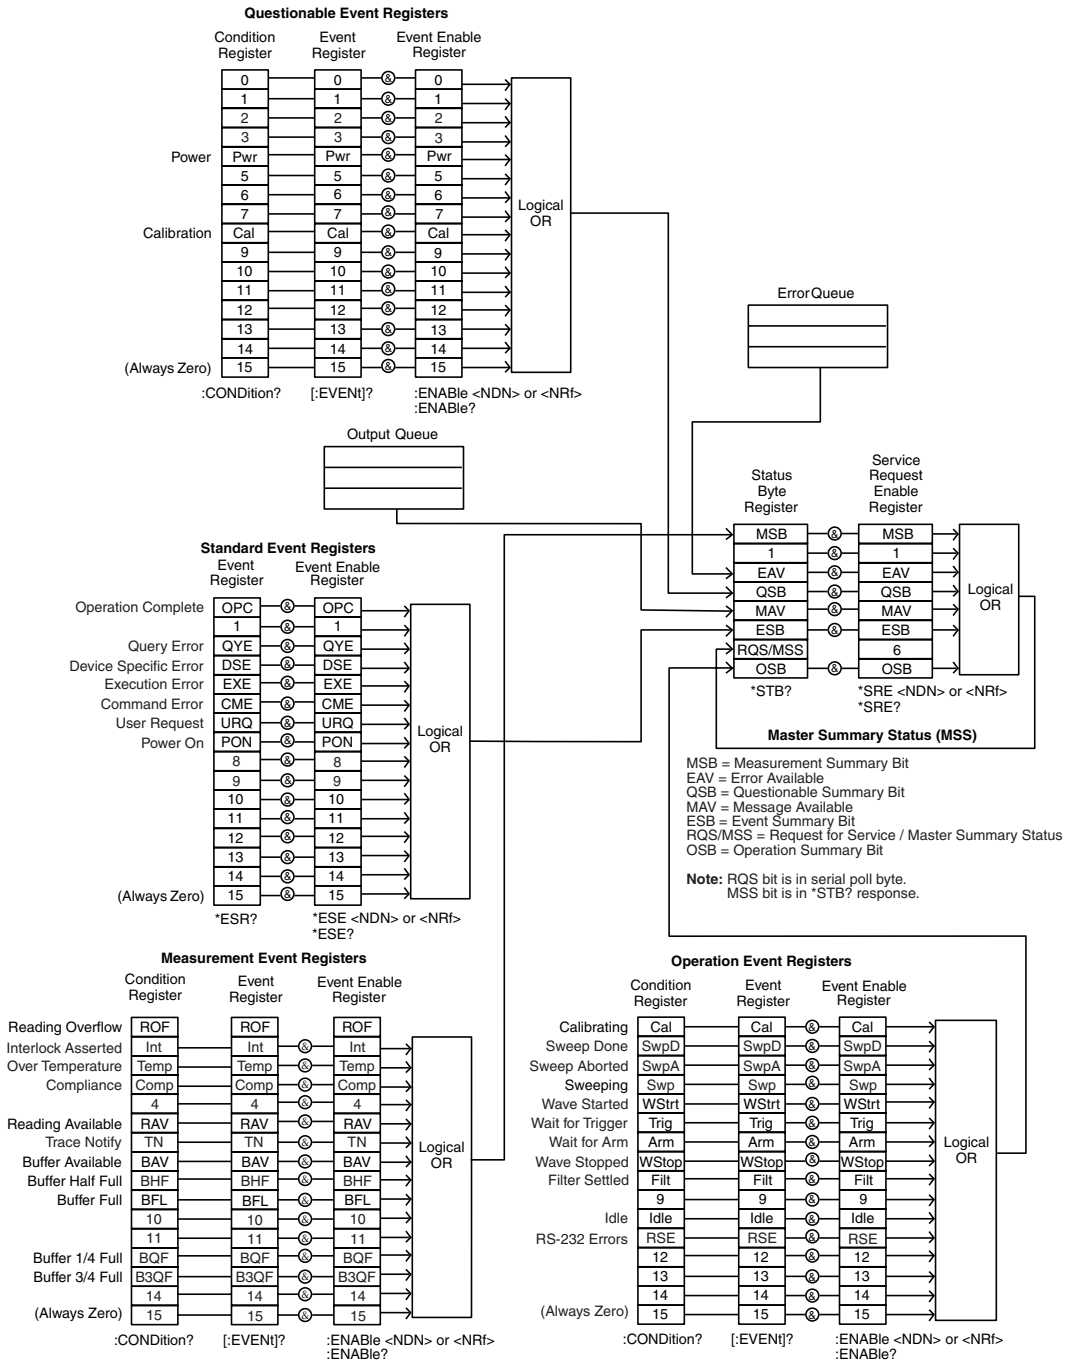 Questionable Event Registers
Condition Register
Event Register
Event Enable Register
0 0 & 0
1 1 & 1
2 2 & 2
3 3 & 3
Power Pwr Pwr & Pwr
5 5 & 5
6 6 & 6
7 7 & 7
Calibration Cal Cal & Cal
9 9 & 9
10 10 & 10
11 11 & 11
12 12 & 12
13 13 & 13
14 14 & 14
(Always Zero) 15 15 & 15
Logical
OR
:CONDition? [:EVENt]? :ENABle <NDN> or <NRf>
:ENABle?
Error Queue
Output Queue
Status
Byte
Register
Service
Request
Enable
Register
MSB & MSB
1 & 1
EAV & EAV
QSB & QSB
MAV & MAV
ESB & ESB
RQS/MSS 6
OSB & OSB
Logical
OR
*STB? *SRE <NDN> or <NRf>
*SRE?
Master Summary Status (MSS)
MSB = Measurement Summary Bit
EAV = Error Available
QSB = Questionable Summary Bit
MAV = Message Available
ESB = Event Summary Bit
RQS/MSS = Request for Service / Master Summary Status
OSB = Operation Summary Bit
Note: RQS bit is in serial poll byte.
MSS bit is in *STB? response.
Standard Event Registers
Event
Register
Event Enable
Register
Operation Complete OPC & OPC
1 & 1
Query Error QYE & QYE
Device Specific Error DSE & DSE
Execution Error EXE & EXE
Command Error CME & CME
User Request URQ & URQ
Power On PON & PON
8 & 8
9 & 9
10 & 10
11 & 11
12 & 12
13 & 13
14 & 14
(Always Zero) 15 & 15
Logical
OR
*ESR? *ESE <NDN> or <NRf>
*ESE?
Measurement Event Registers
Condition
Register
Event
Register
Event Enable
Register
Reading Overflow ROF ROF ROF
Interlock Asserted Int Int & Int
Over Temperature Temp Temp & Temp
Compliance Comp Comp & Comp
4 4 & 4
Reading Available RAV RAV & RAV
Trace Notify TN TN & TN
Buffer Available BAV BAV & BAV
Buffer Half Full BHF BHF & BHF
Buffer Full BFL BFL & BFL
10 10 & 10
11 11 & 11
Buffer 1/4 Full BQF BQF & BQF
Buffer 3/4 Full B3QF B3QF & B3QF
14 14 & 14
(Always Zero) 15 15 & 15
Logical
OR
:CONDition? [:EVENt]? :ENABle <NDN> or <NRf>
:ENABle?
Operation Event Registers
Condition
Register
Event
Register
Event Enable
Register
Calibrating Cal Cal & Cal
Sweep Done SwpD SwpD & SwpD
Sweep Aborted SwpA SwpA & SwpA
Sweeping Swp Swp & Swp
Wave Started WStrt WStrt & WStrt
Wait for Trigger Trig Trig & Trig
Wait for Arm Arm Arm & Arm
Wave Stopped WStop WStop & WStop
Filter Settled Filt Filt & Filt
9 9 & 9
Idle Idle Idle & Idle
RS-232 Errors RSE RSE & RSE
12 12 & 12
13 13 & 13
14 14 & 14
(Always Zero) 15 15 & 15
Logical
OR
:CONDition? [:EVENt]? :ENABle <NDN> or <NRf>
:ENABle?